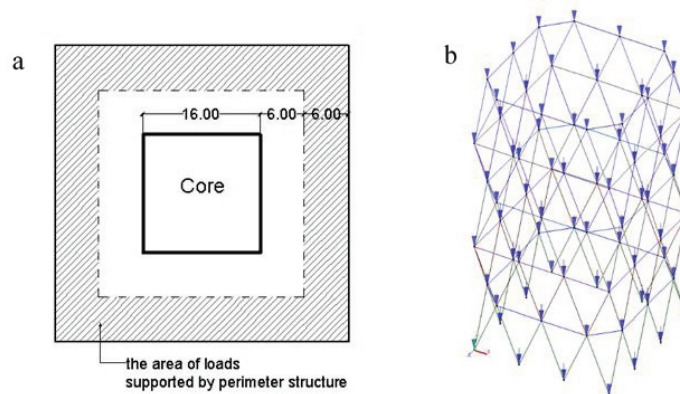 a
b
16.00 6.00 6.00
Core
the area of loads
supported by perimeter structure